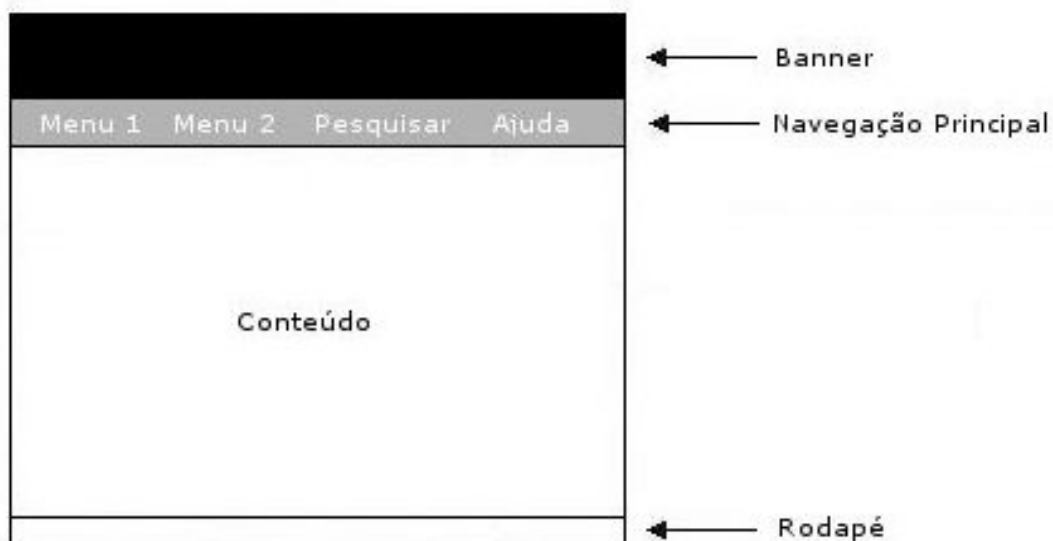 Banner
Menu 1 Menu 2 Pesquisar Ajuda
Navegação Principal
Conteúdo
Rodapé